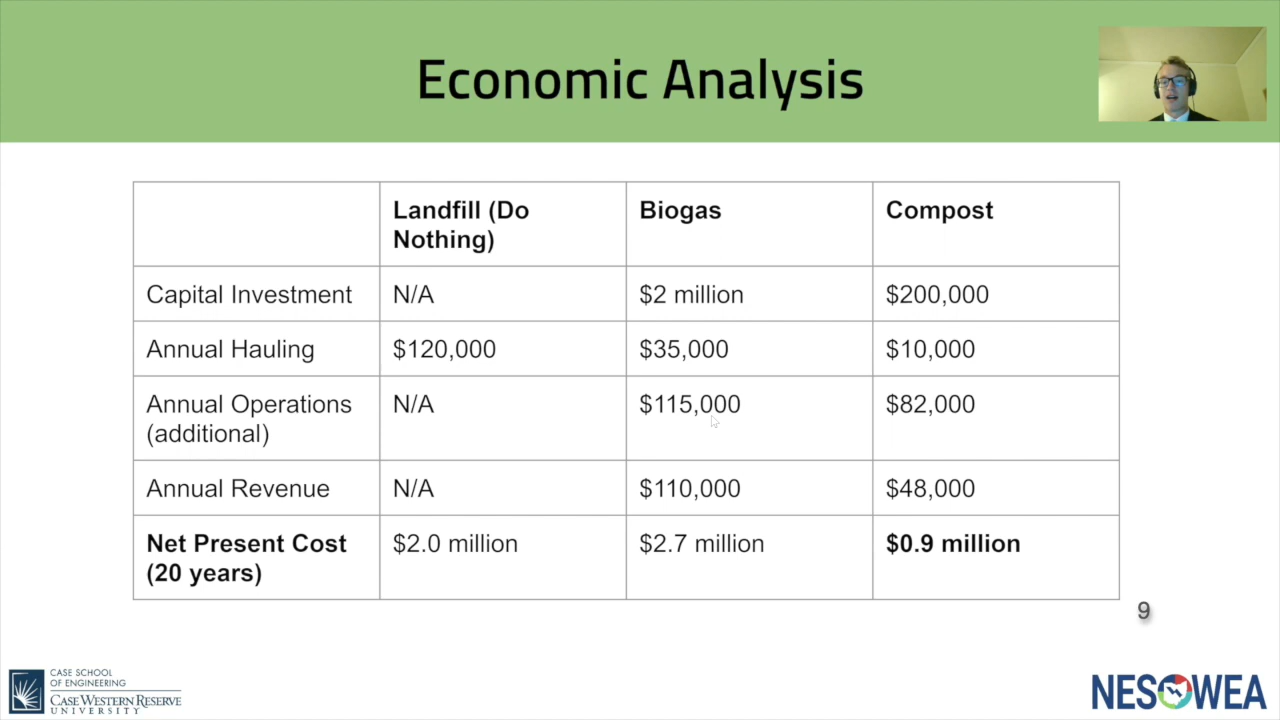 Economic Analysis
Landfill (Do
Nothing)
Biogas
Compost
Capital Investment
N/A
$2 million
$200,000
Annual Hauling
$120,000
$35,000
$10,000
Annual Operations
(additional)
N/A
$115,000
$82,000
Annual Revenue
N/A
$110,000
$48,000
Net Present Cost
(20 years)
$2.0 million
$2.7 million
$0.9 million
9
CASE SCHOOL
OF ENGINEERING
CASE WESTERN RESERVE
UNIVERSITY
NESOWEA